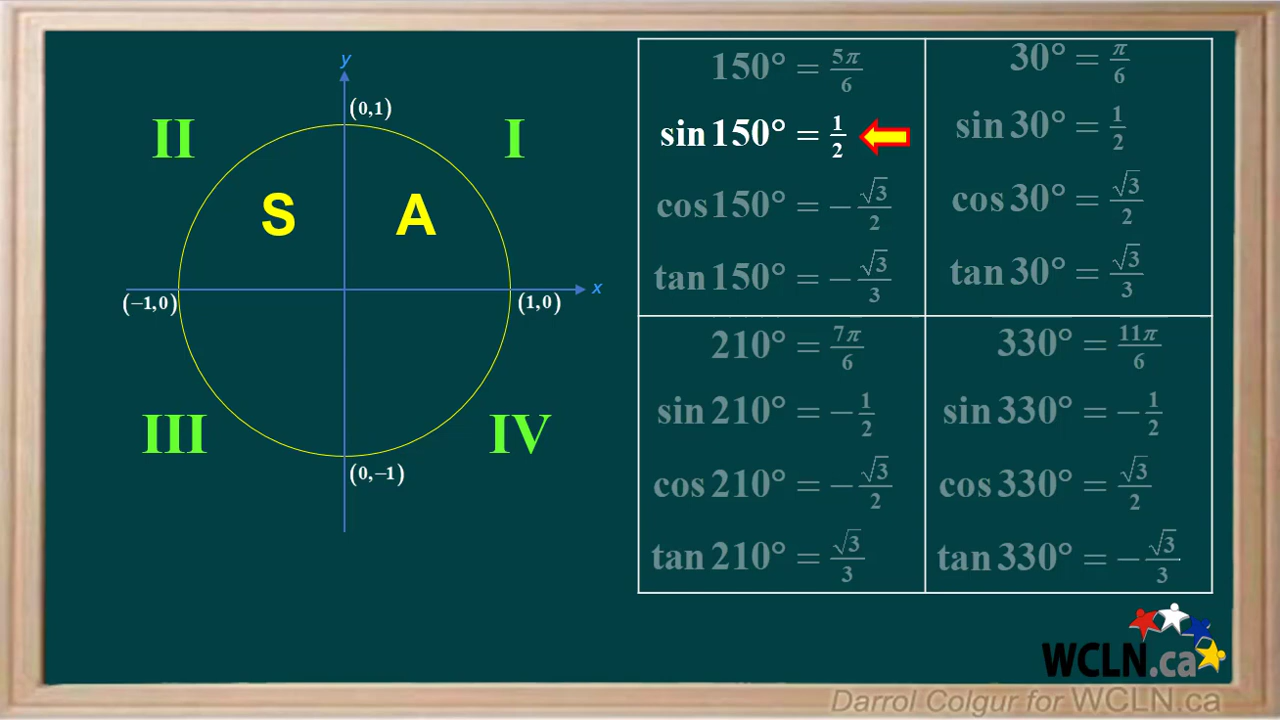 y
(0,1)
II
I
S
A
(−1,0)
(1,0)
x
III
IV
(0,−1)
150° = 5π/6
sin 150° = 1/2
cos 150° = −√3/2
tan 150° = −√3/3
30° = π/6
sin 30° = 1/2
cos 30° = √3/2
tan 30° = √3/3
210° = 7π/6
sin 210° = −1/2
cos 210° = −√3/2
tan 210° = √3/3
330° = 11π/6
sin 330° = −1/2
cos 330° = √3/2
tan 330° = −√3/3
WCLN.ca
Darrol Colgur for WCLN.ca